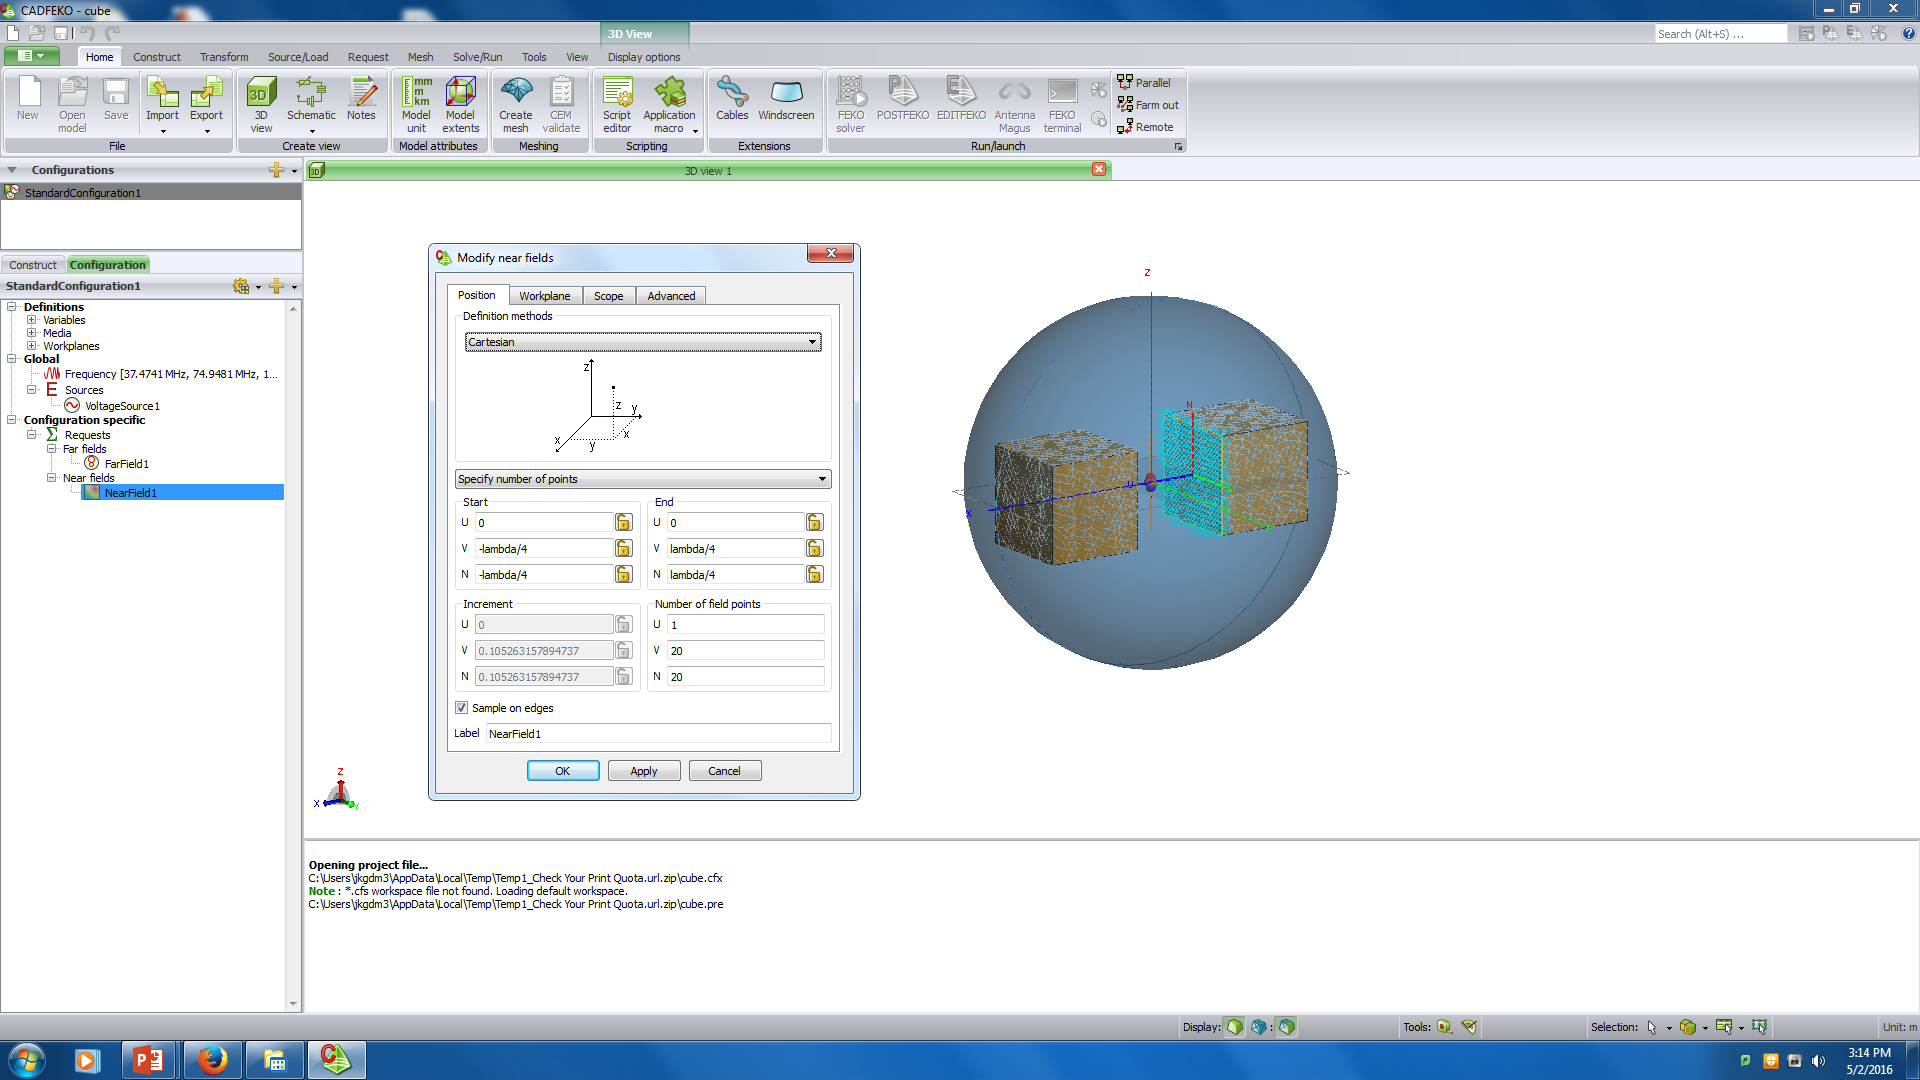 CADFEKO - cube
3D View
Search (Alt+S) ...
Home Construct Transform Source/Load Request Mesh Solve/Run Tools View Display options
New
Open model
Save
Import
Export
File
3D view
Schematic
Notes
Create view
mm
m
km
Model unit
Model extents
Model attributes
Create mesh
CEM validate
Meshing
Script editor
Application macro
Scripting
Cables
Windscreen
Extensions
FEKO solver
POSTFEKO
EDITFEKO
Antenna Magus
FEKO terminal
Parallel
Farm out
Remote
Run/launch
Configurations
StandardConfiguration1
3D view 1
Construct Configuration
StandardConfiguration1
Definitions
Variables
Media
Workplanes
Global
Frequency [37.4741 MHz, 74.9481 MHz, 1...
Sources
VoltageSource1
Configuration specific
Requests
Far fields
FarField1
Near fields
NearField1
Modify near fields
Position Workplane Scope Advanced
Definition methods
Cartesian
z
z
y
x
x
y
Specify number of points
Start End
U 0 U 0
V -lambda/4 V lambda/4
N -lambda/4 N lambda/4
Increment Number of field points
U 0 U 1
V 0.105263157894737 V 20
N 0.105263157894737 N 20
Sample on edges
Label NearField1
OK Apply Cancel
Z
N
U
X
Z
X
Y
Opening project file...
C:\Users\jkgdm3\AppData\Local\Temp\Temp1_Check Your Print Quota.url.zip\cube.cfx
Note : *.cfs workspace file not found. Loading default workspace.
C:\Users\jkgdm3\AppData\Local\Temp\Temp1_Check Your Print Quota.url.zip\cube.pre
Display: Tools: Selection: Unit: m
3:14 PM
5/2/2016